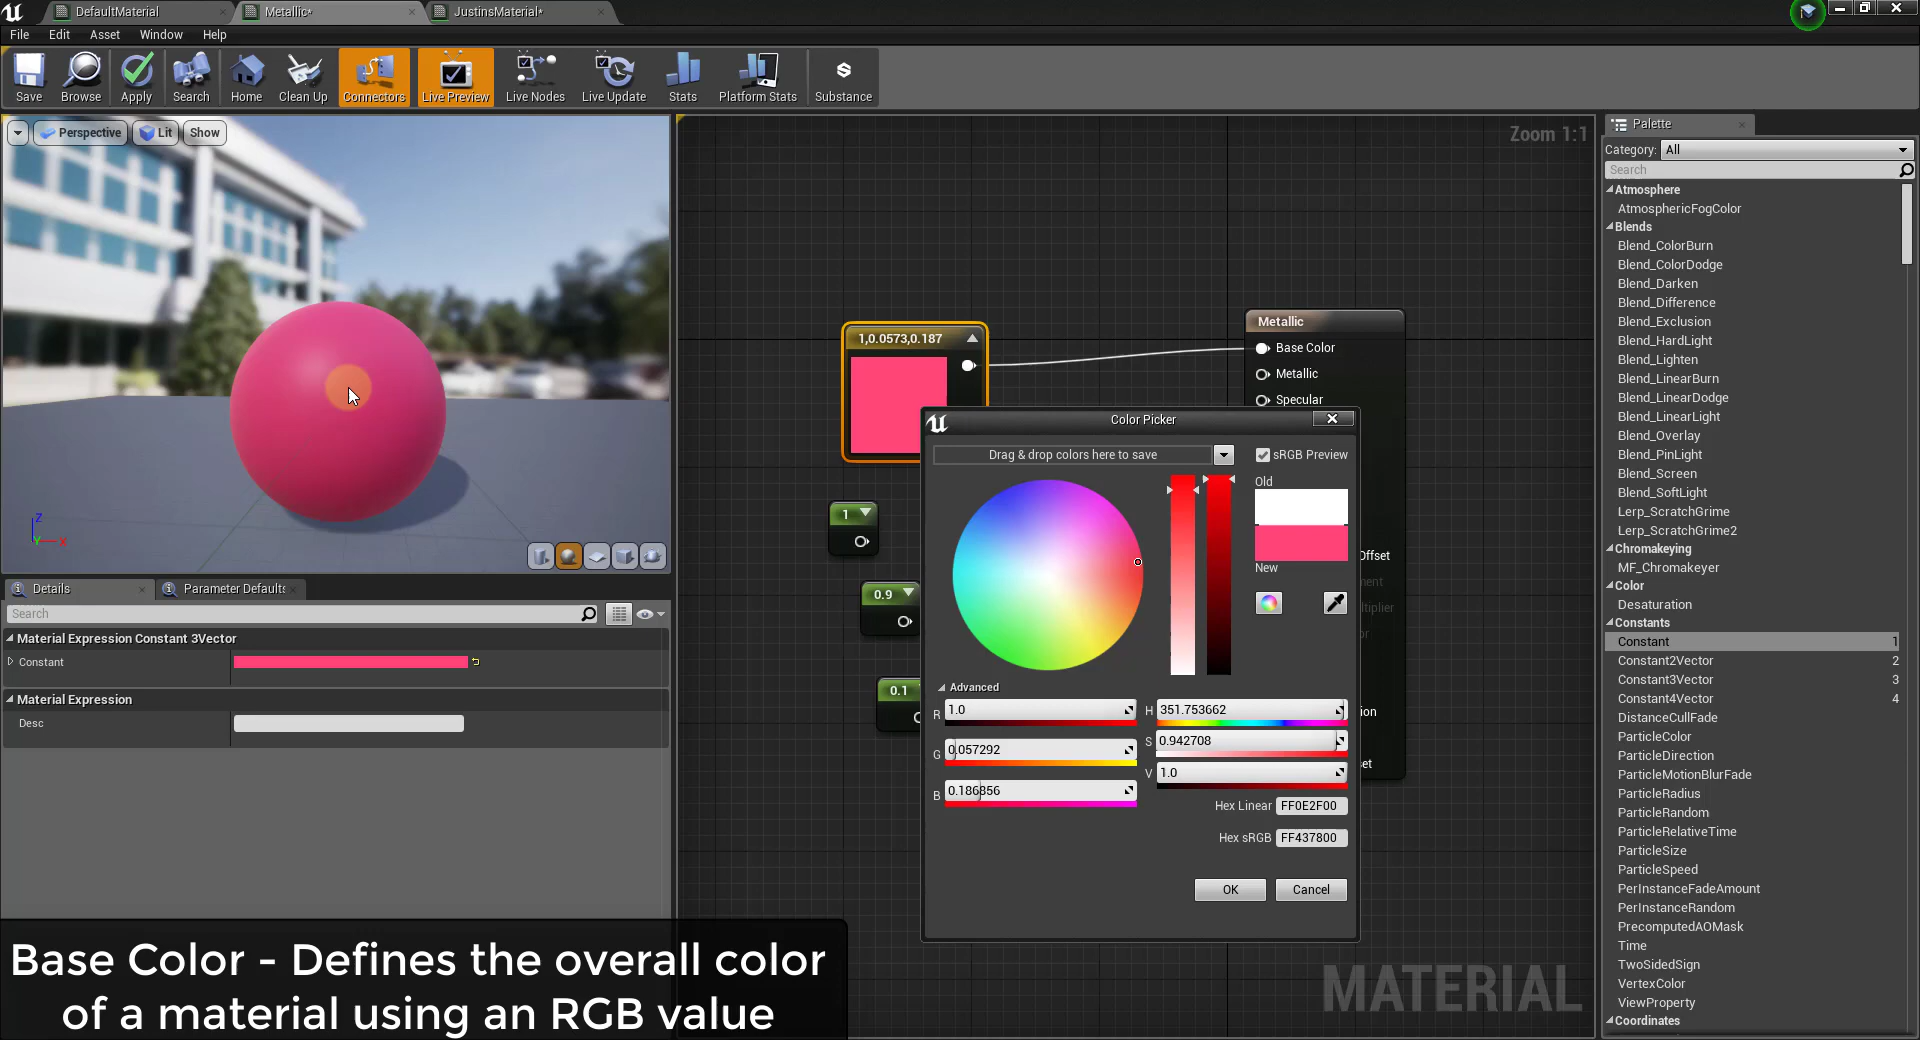 DefaultMaterial
Metallic*
JustinsMaterial*
File Edit Asset Window Help
Save Browse Apply Search Home Clean Up Connectors Live Preview Live Nodes Live Update Stats Platform Stats Substance
Perspective Lit Show
Zoom 1:1
Z
Y X
1,0.0573,0.187
1
0.9
0.1
Metallic
Base Color
Metallic
Specular
Offset
MATERIAL
Color Picker
Drag & drop colors here to save
sRGB Preview
Old
New
Advanced
R 1.0
G 0.057292
B 0.186856
H 351.753662
S 0.942708
V 1.0
Hex Linear FF0E2F00
Hex sRGB FF437800
OK Cancel
Details
Parameter Defaults
Search
Material Expression Constant 3Vector
Constant
Material Expression
Desc
Palette
Category: All
Search
Atmosphere
AtmosphericFogColor
Blends
Blend_ColorBurn
Blend_ColorDodge
Blend_Darken
Blend_Difference
Blend_Exclusion
Blend_HardLight
Blend_Lighten
Blend_LinearBurn
Blend_LinearDodge
Blend_LinearLight
Blend_Overlay
Blend_PinLight
Blend_Screen
Blend_SoftLight
Lerp_ScratchGrime
Lerp_ScratchGrime2
Chromakeying
MF_Chromakeyer
Color
Desaturation
Constants
Constant 1
Constant2Vector 2
Constant3Vector 3
Constant4Vector 4
DistanceCullFade
ParticleColor
ParticleDirection
ParticleMotionBlurFade
ParticleRadius
ParticleRandom
ParticleRelativeTime
ParticleSize
ParticleSpeed
PerInstanceFadeAmount
PerInstanceRandom
PrecomputedAOMask
Time
TwoSidedSign
VertexColor
ViewProperty
Coordinates
Base Color - Defines the overall color
of a material using an RGB value